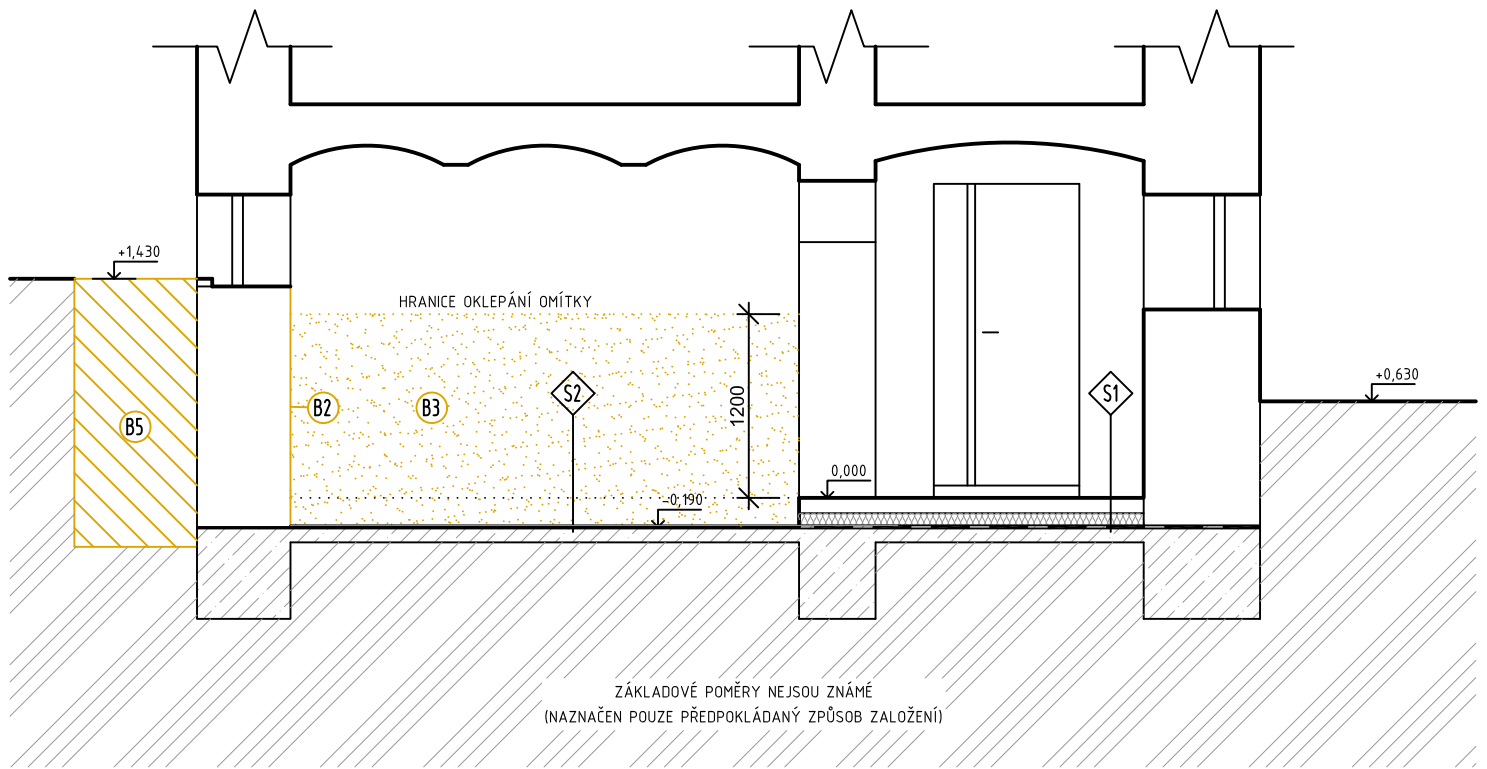 +1,430
HRANICE OKLEPÁNÍ OMÍTKY
+0,630
S2
S1
B2
B3
1200
B5
0,000
-0,190
ZÁKLADOVÉ POMĚRY NEJSOU ZNÁMÉ
(NAZNAČEN POUZE PŘEDPOKLÁDANÝ ZPŮSOB ZALOŽENÍ)